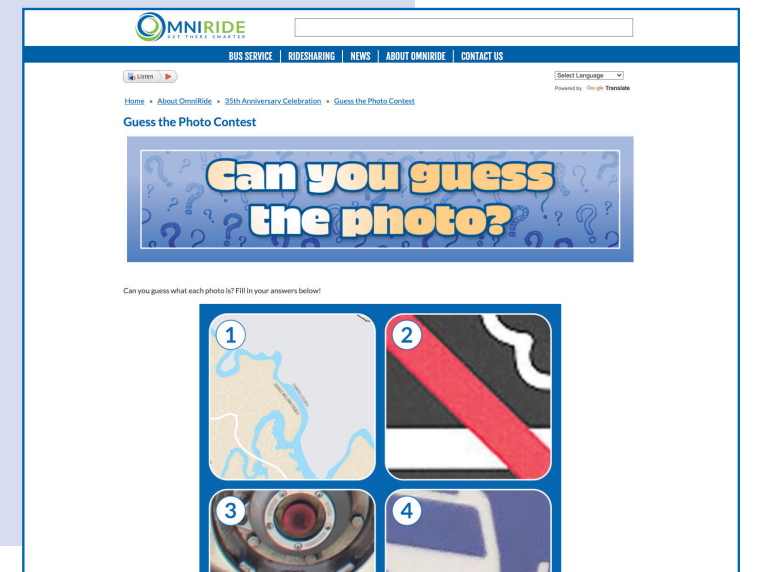 OMNIRIDE
GET THERE SMARTER
BUS SERVICE | RIDESHARING | NEWS | ABOUT OMNIRIDE | CONTACT US
Listen
Select Language
Powered by Google Translate
Home » About OmniRide » 35th Anniversary Celebration » Guess the Photo Contest
Guess the Photo Contest
Can you guess
the photo?
Can you guess what each photo is? Fill in your answers below!
1
2
3
4